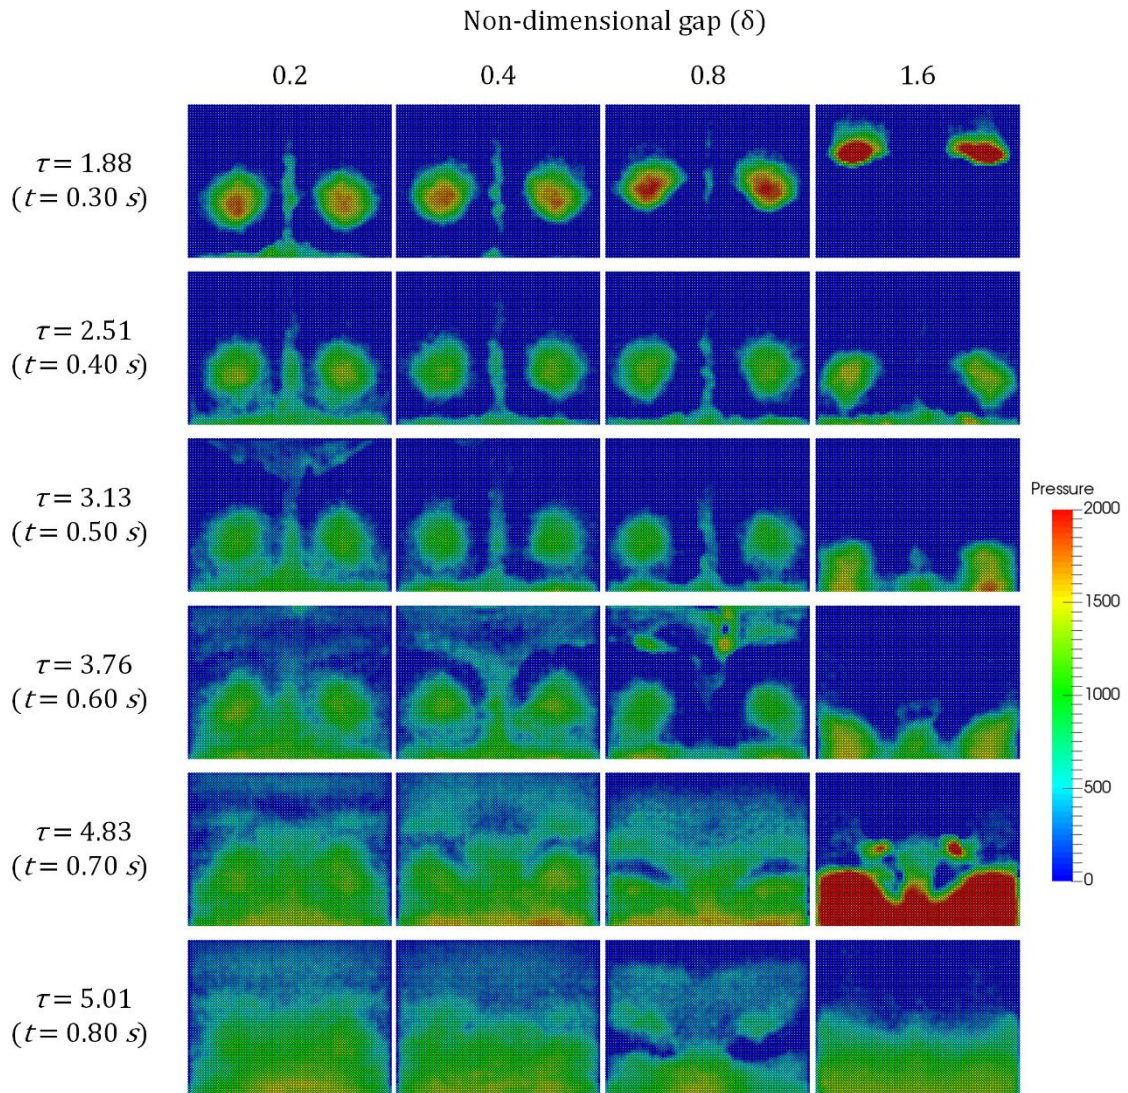 Non-dimensional gap (δ)
0.2 0.4 0.8 1.6
τ = 1.88
(t = 0.30 s)
τ = 2.51
(t = 0.40 s)
τ = 3.13
(t = 0.50 s)
Pressure
2000
1500
1000
500
0
τ = 3.76
(t = 0.60 s)
τ = 4.83
(t = 0.70 s)
τ = 5.01
(t = 0.80 s)